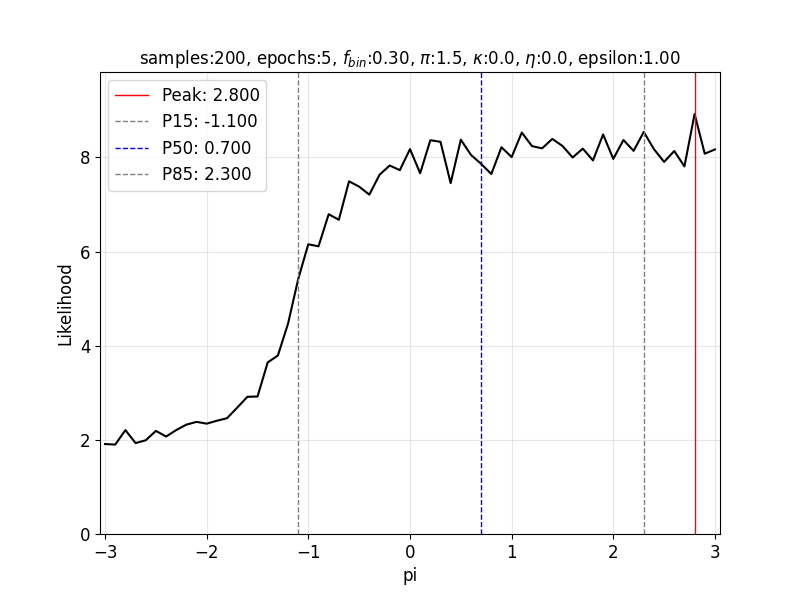 samples:200, epochs:5, f_bin:0.30, π:1.5, κ:0.0, η:0.0, epsilon:1.00
Peak: 2.800
P15: -1.100
P50: 0.700
P85: 2.300
8
6
4
2
0
Likelihood
−3 −2 −1 0 1 2 3
pi